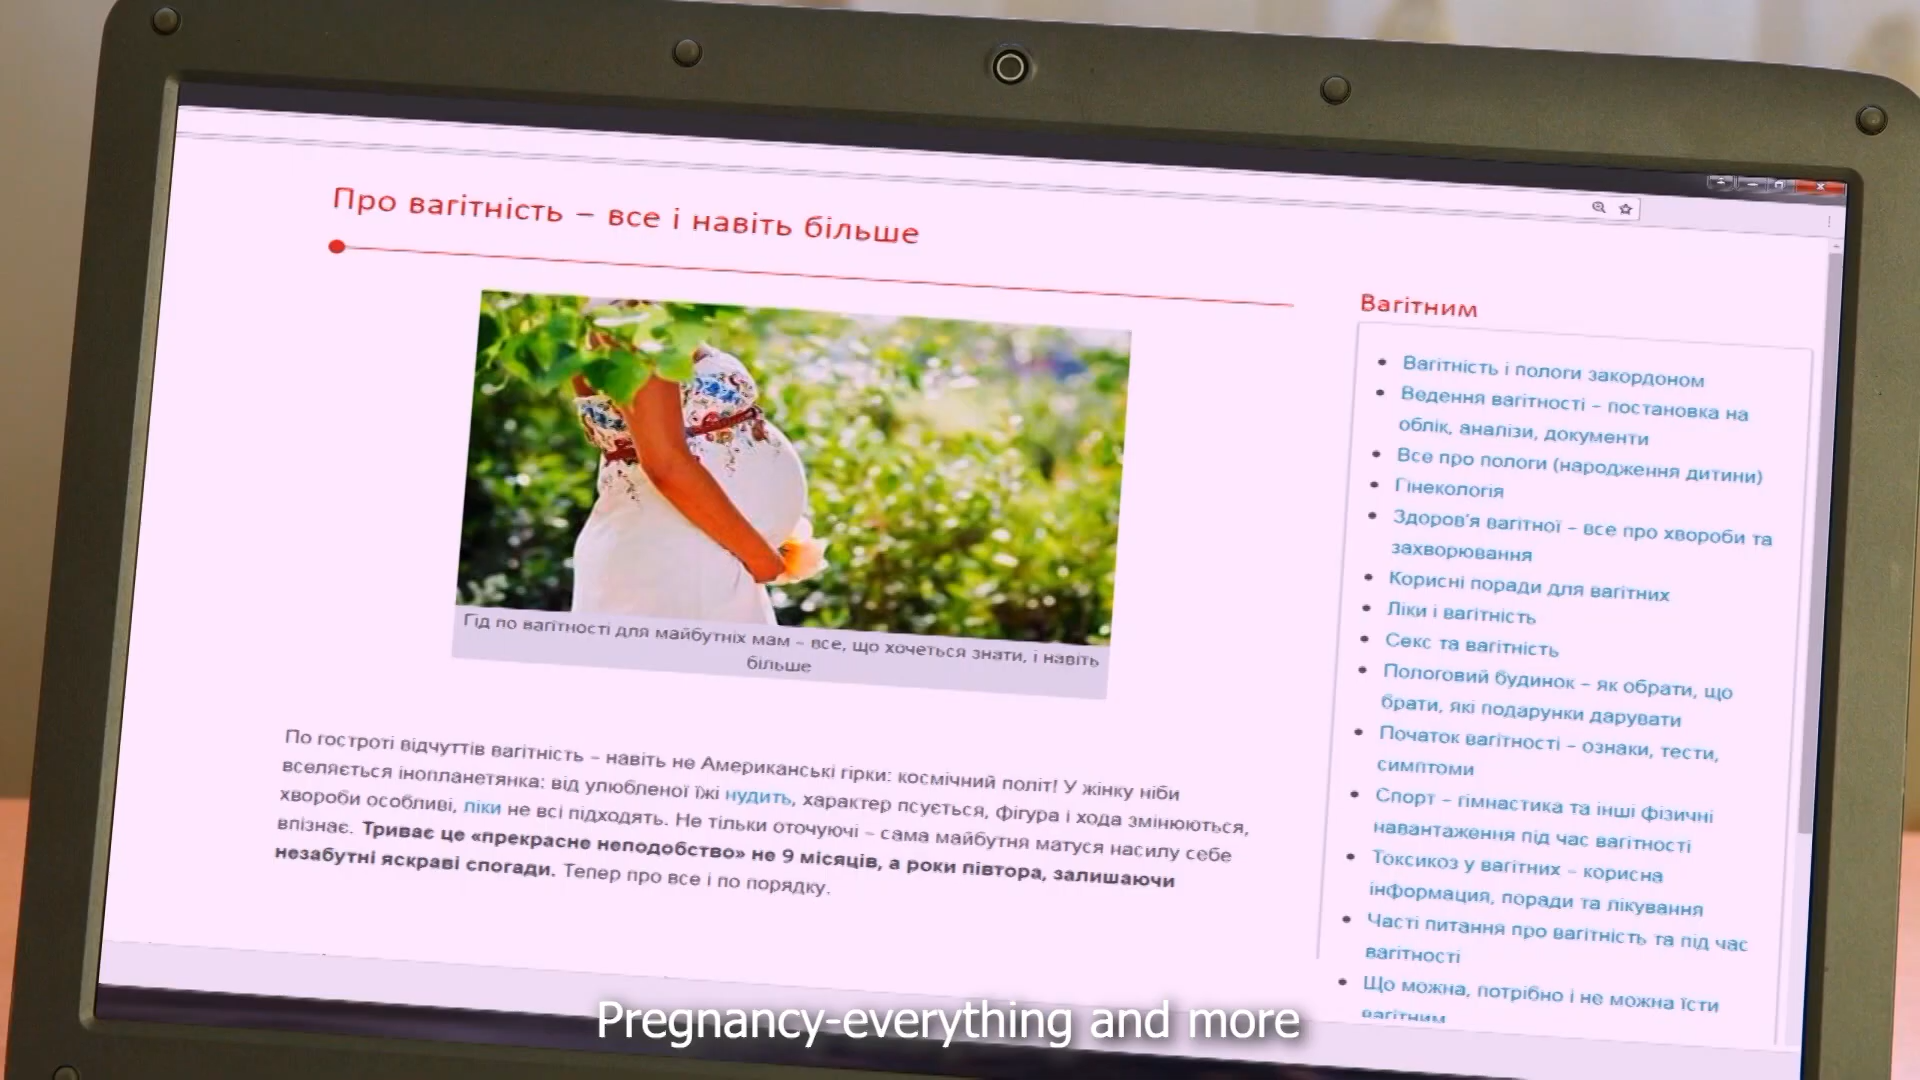 Про вагітність – все і навіть більше
Гід по вагітності для майбутніх мам – все, що хочеться знати, і навіть
більше
По гостроті відчуттів вагітність – навіть не Американські гірки: космічний політ! У жінку ніби
вселяється інопланетянка: від улюбленої їжі нудить, характер псується, фігура і хода змінюються,
хвороби особливі, ліки не всі підходять. Не тільки оточуючі – сама майбутня матуся насилу себе
впізнає. Триває це «прекрасне неподобство» не 9 місяців, а роки півтора, залишаючи
незабутні яскраві спогади. Тепер про все і по порядку.
Вагітним
Вагітність і пологи закордоном
Ведення вагітності – постановка на
облік, аналізи, документи
Все про пологи (народження дитини)
Гінекологія
Здоров'я вагітної – все про хвороби та
захворювання
Корисні поради для вагітних
Ліки і вагітність
Секс та вагітність
Пологовий будинок – як обрати, що
брати, які подарунки дарувати
Початок вагітності – ознаки, тести,
симптоми
Спорт – гімнастика та інші фізичні
навантаження під час вагітності
Токсикоз у вагітних – корисна
інформация, поради та лікування
Часті питання про вагітність та під час
вагітності
Що можна, потрібно і не можна їсти
вагітним
Pregnancy-everything and more